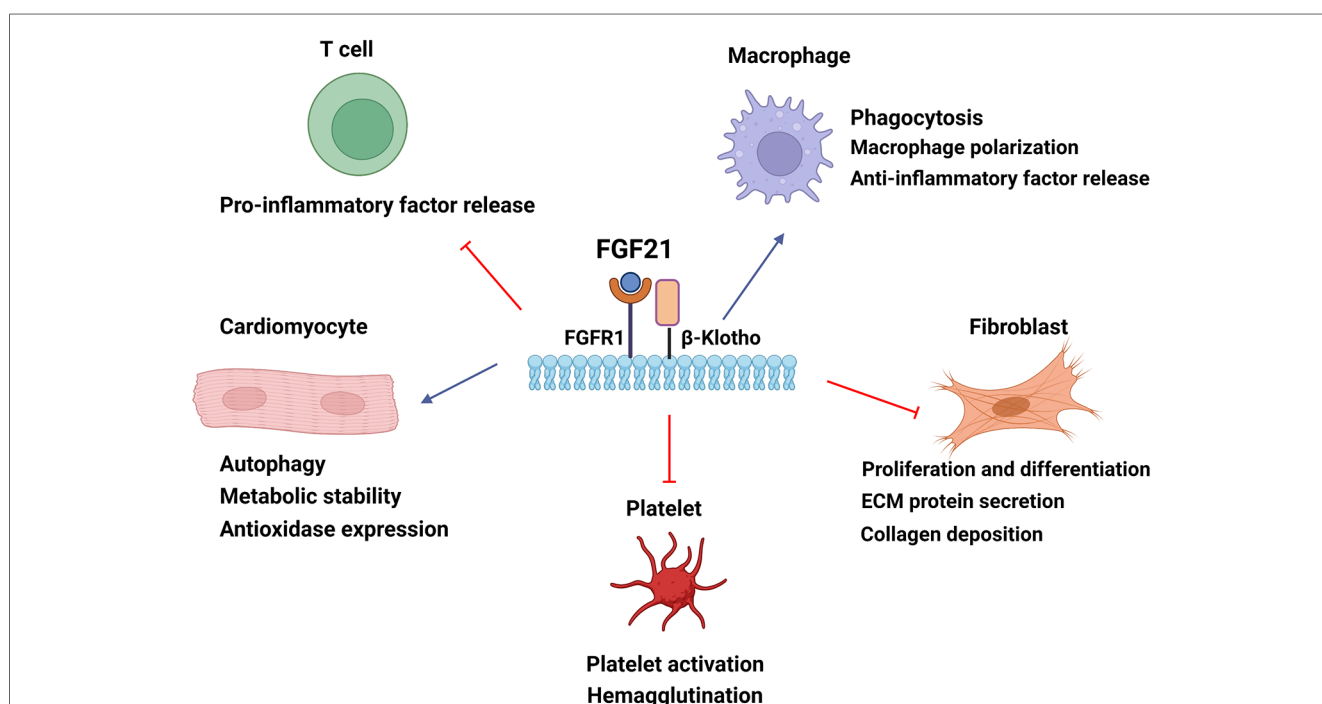 T cell
Pro-inflammatory factor release
Macrophage
Phagocytosis
Macrophage polarization
Anti-inflammatory factor release
FGF21
FGFR1
β-Klotho
Cardiomyocyte
Autophagy
Metabolic stability
Antioxidase expression
Fibroblast
Proliferation and differentiation
ECM protein secretion
Collagen deposition
Platelet
Platelet activation
Hemagglutination